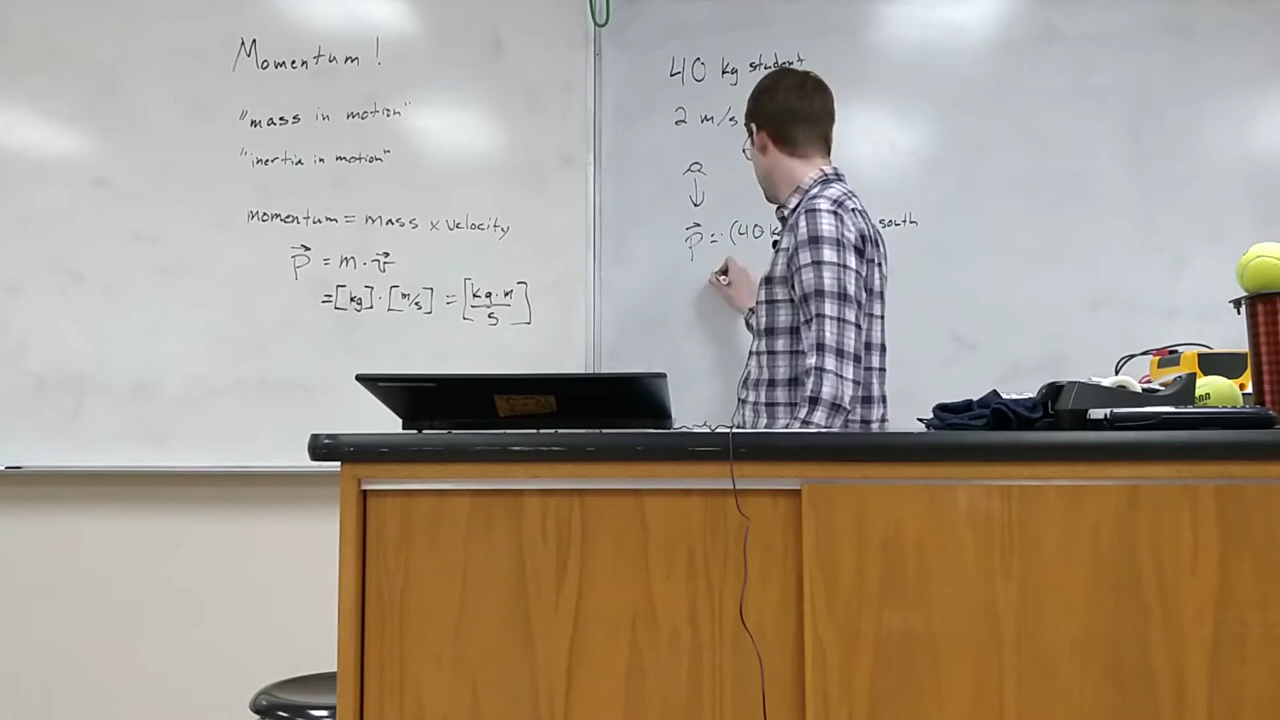 Momentum!
"mass in motion"
"inertia in motion"
momentum = mass x velocity
p⃗ = m · v⃗
= [kg] · [m/s] = [kg·m/s]
40 kg student
2 m/s
p⃗ = (40 k south